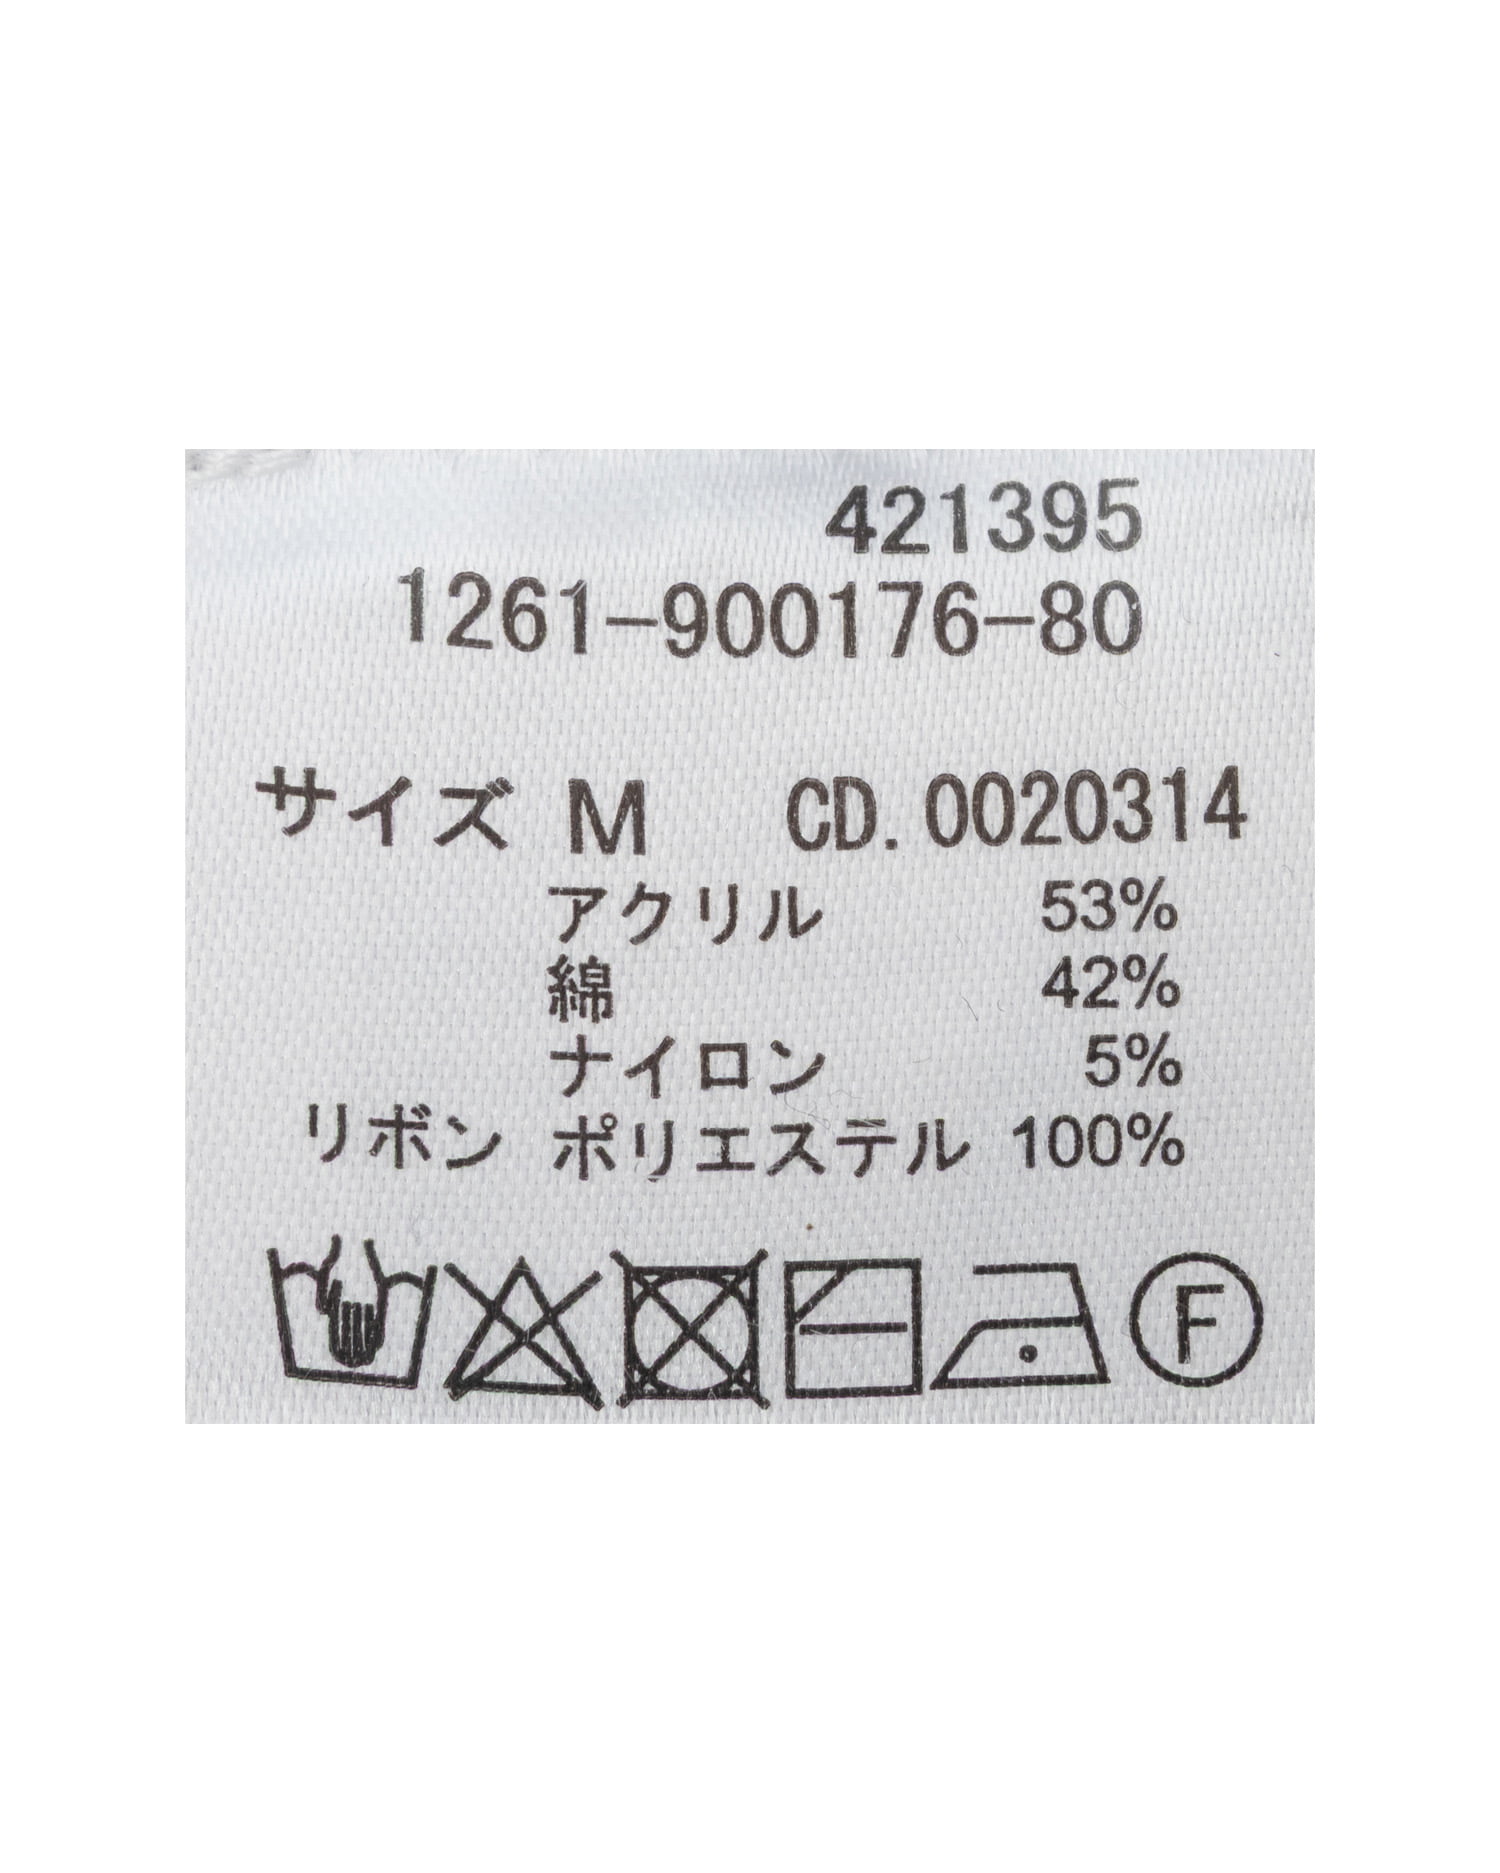 421395
1261-900176-80
サイズ M CD. 0020314
アクリル 53%
綿 42%
ナイロン 5%
リボン ポリエステル 100%
F